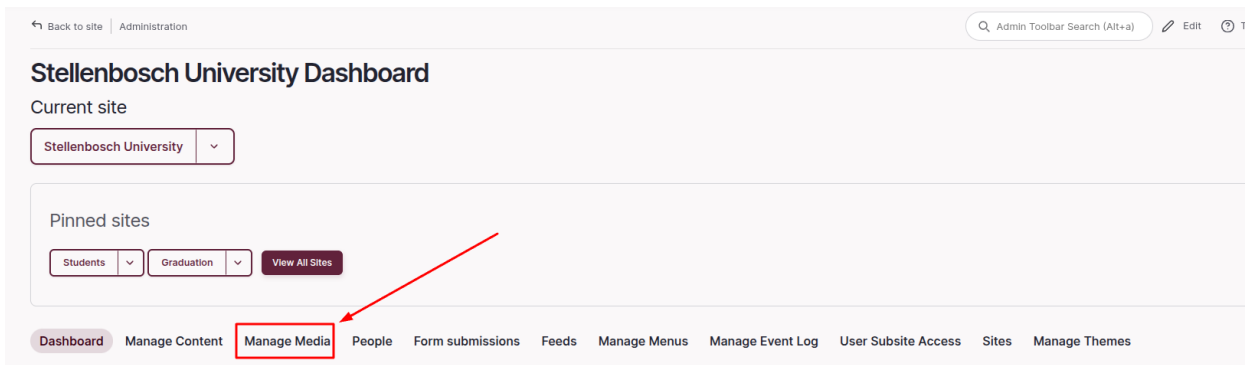 Back to site Administration Admin Toolbar Search (Alt+a) Edit
Stellenbosch University Dashboard
Current site
Stellenbosch University
Pinned sites
Students Graduation View All Sites
Dashboard Manage Content Manage Media People Form submissions Feeds Manage Menus Manage Event Log User Subsite Access Sites Manage Themes